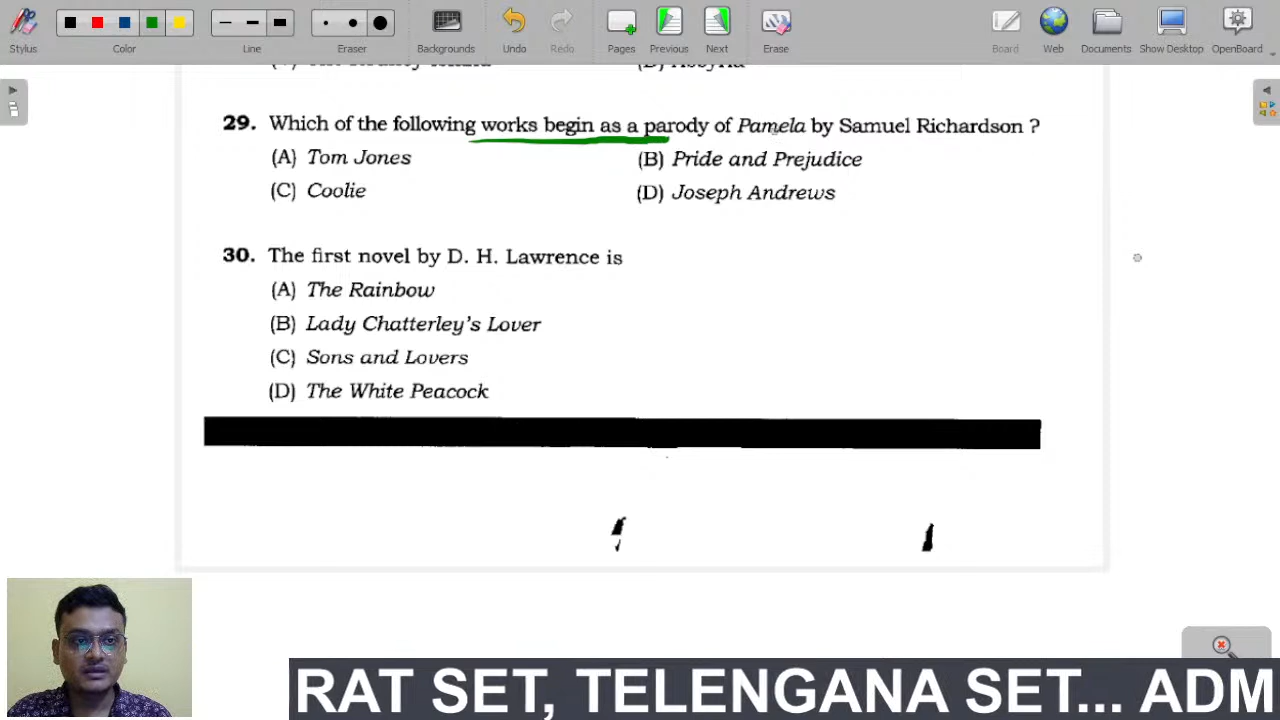 Stylus Color Line Eraser Backgrounds Undo Redo Pages Previous Next Erase Board Web Documents Show Desktop OpenBoard
29. Which of the following works begin as a parody of Pamela by Samuel Richardson ?
(A) Tom Jones (B) Pride and Prejudice
(C) Coolie (D) Joseph Andrews
30. The first novel by D. H. Lawrence is
(A) The Rainbow
(B) Lady Chatterley's Lover
(C) Sons and Lovers
(D) The White Peacock
RAT SET, TELENGANA SET... ADM